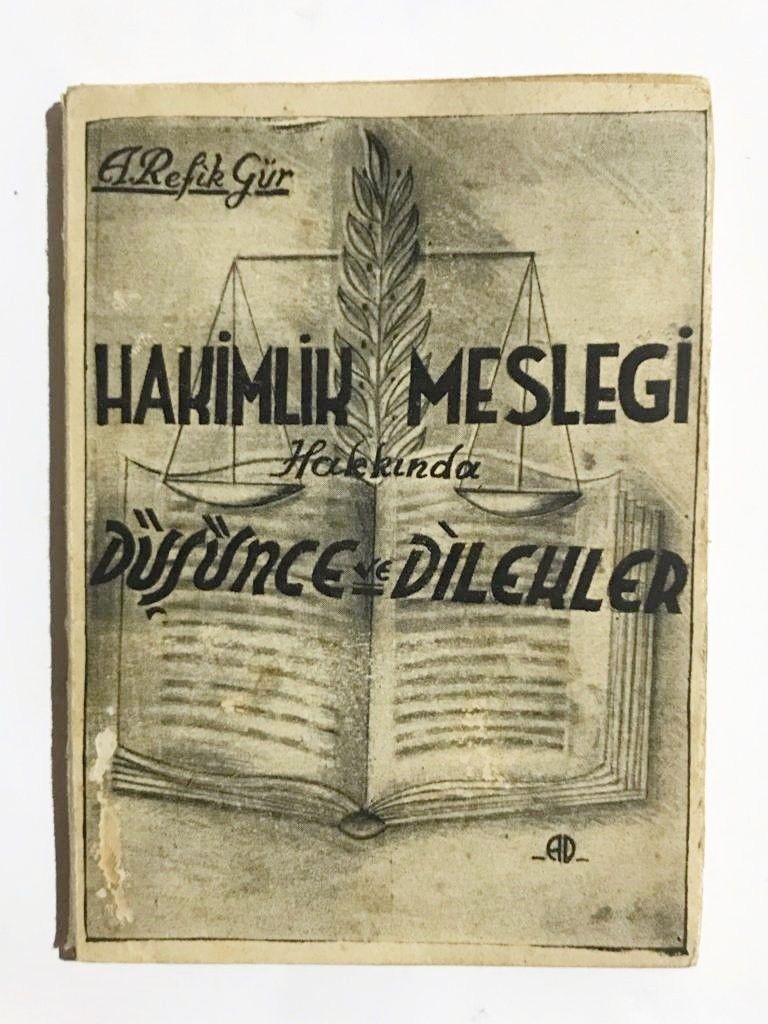 A. Refik Gür
HAKİMLİK MESLEGİ
Hakkında
DÜŞÜNCE ve DİLEKLER
AD